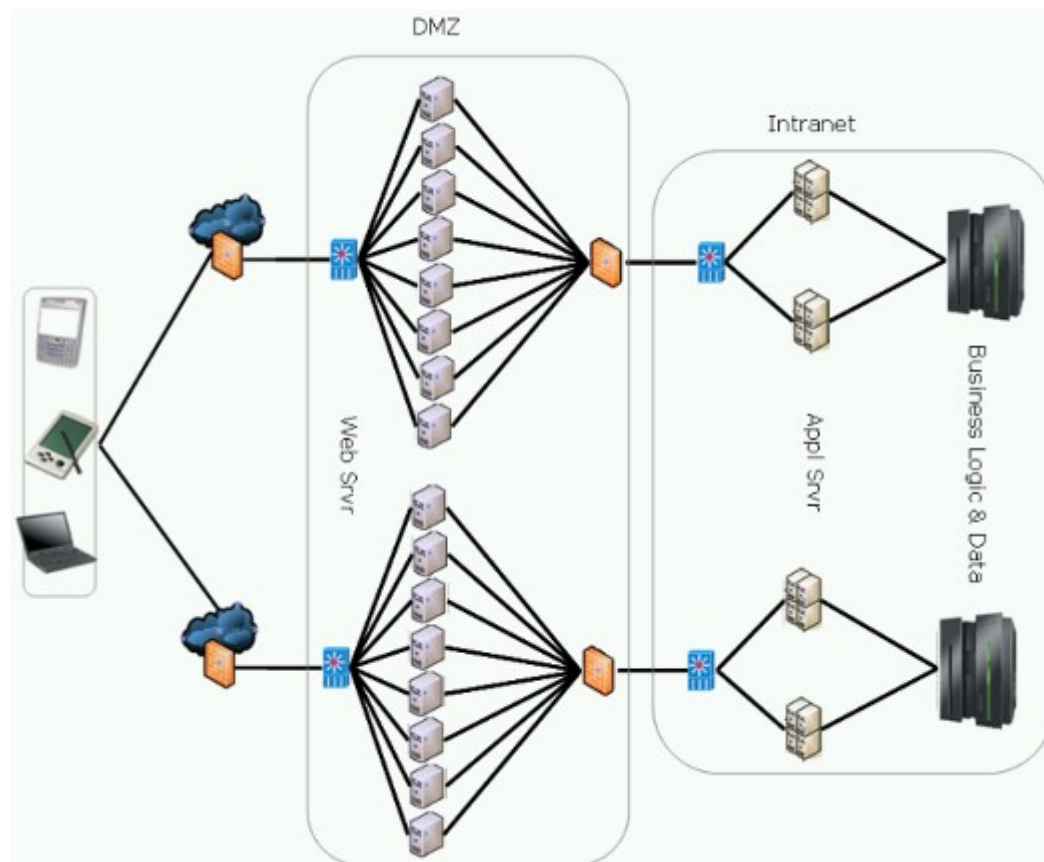 DMZ
Intranet
Web Srvr
Appl Srvr
Business Logic & Data